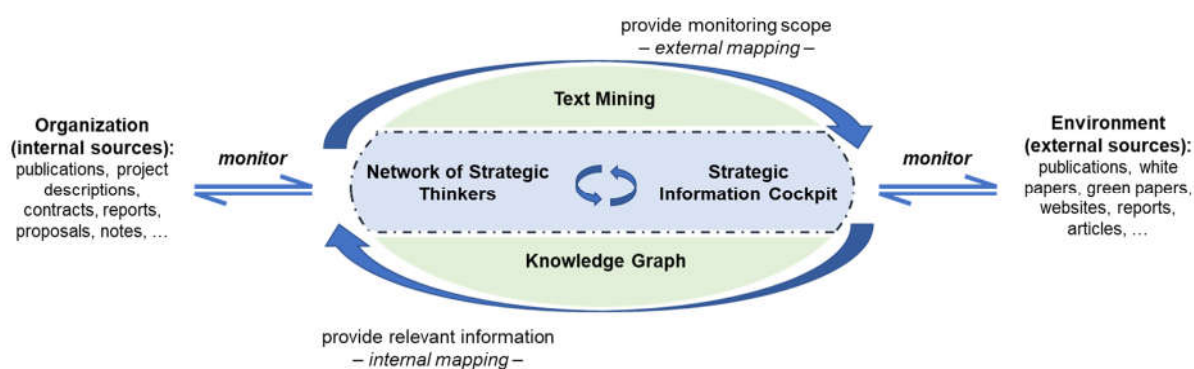 provide monitoring scope
– external mapping –
Text Mining
Organization
(internal sources):
publications, project
descriptions,
contracts, reports,
proposals, notes, …
monitor
Network of Strategic
Thinkers
Strategic
Information Cockpit
monitor
Environment
(external sources):
publications, white
papers, green papers,
websites, reports,
articles, …
Knowledge Graph
provide relevant information
– internal mapping –